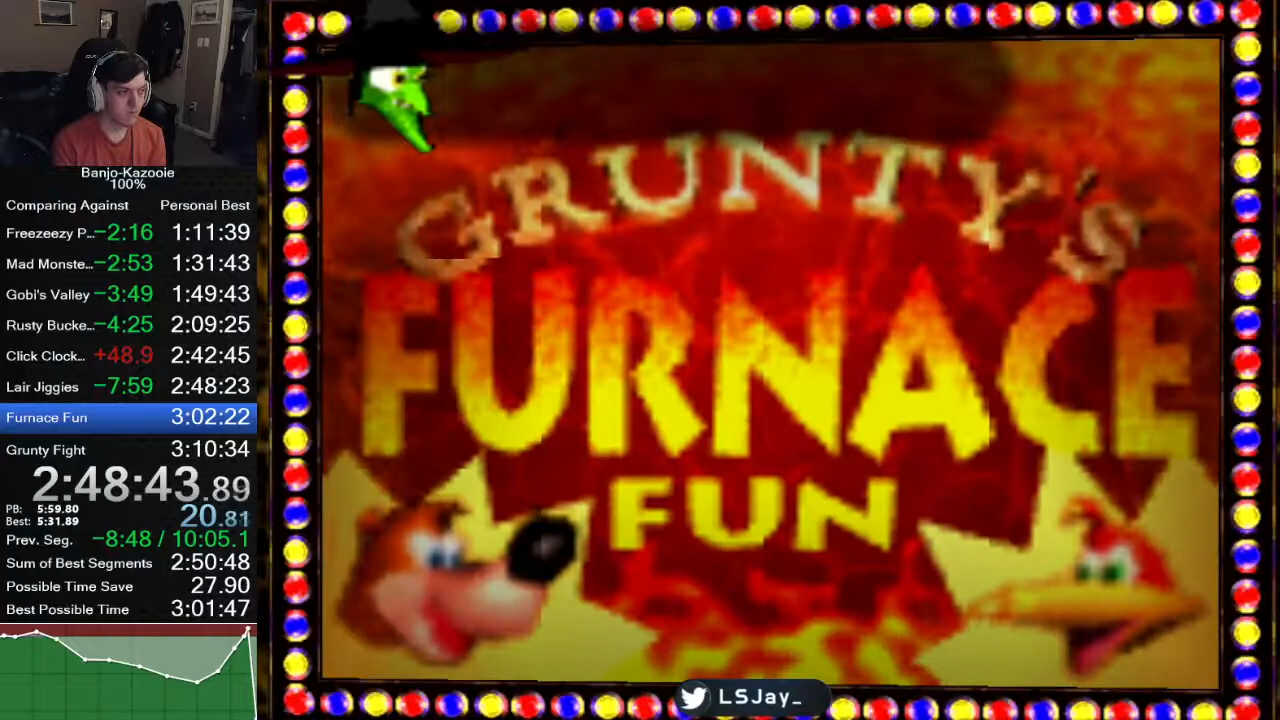 Banjo-Kazooie
100%
Comparing Against Personal Best
Freezeezy P... −2:16 1:11:39
Mad Monste... −2:53 1:31:43
Gobi's Valley −3:49 1:49:43
Rusty Bucke... −4:25 2:09:25
Click Clock... +48.9 2:42:45
Lair Jiggies −7:59 2:48:23
Furnace Fun 3:02:22
Grunty Fight 3:10:34
2:48:43.89
PB: 5:59.80
Best: 5:31.89 20.81
Prev. Seg. −8:48 / 10:05.1
Sum of Best Segments 2:50:48
Possible Time Save 27.90
Best Possible Time 3:01:47
GRUNTY'S
FURNACE
FUN
LSJay_